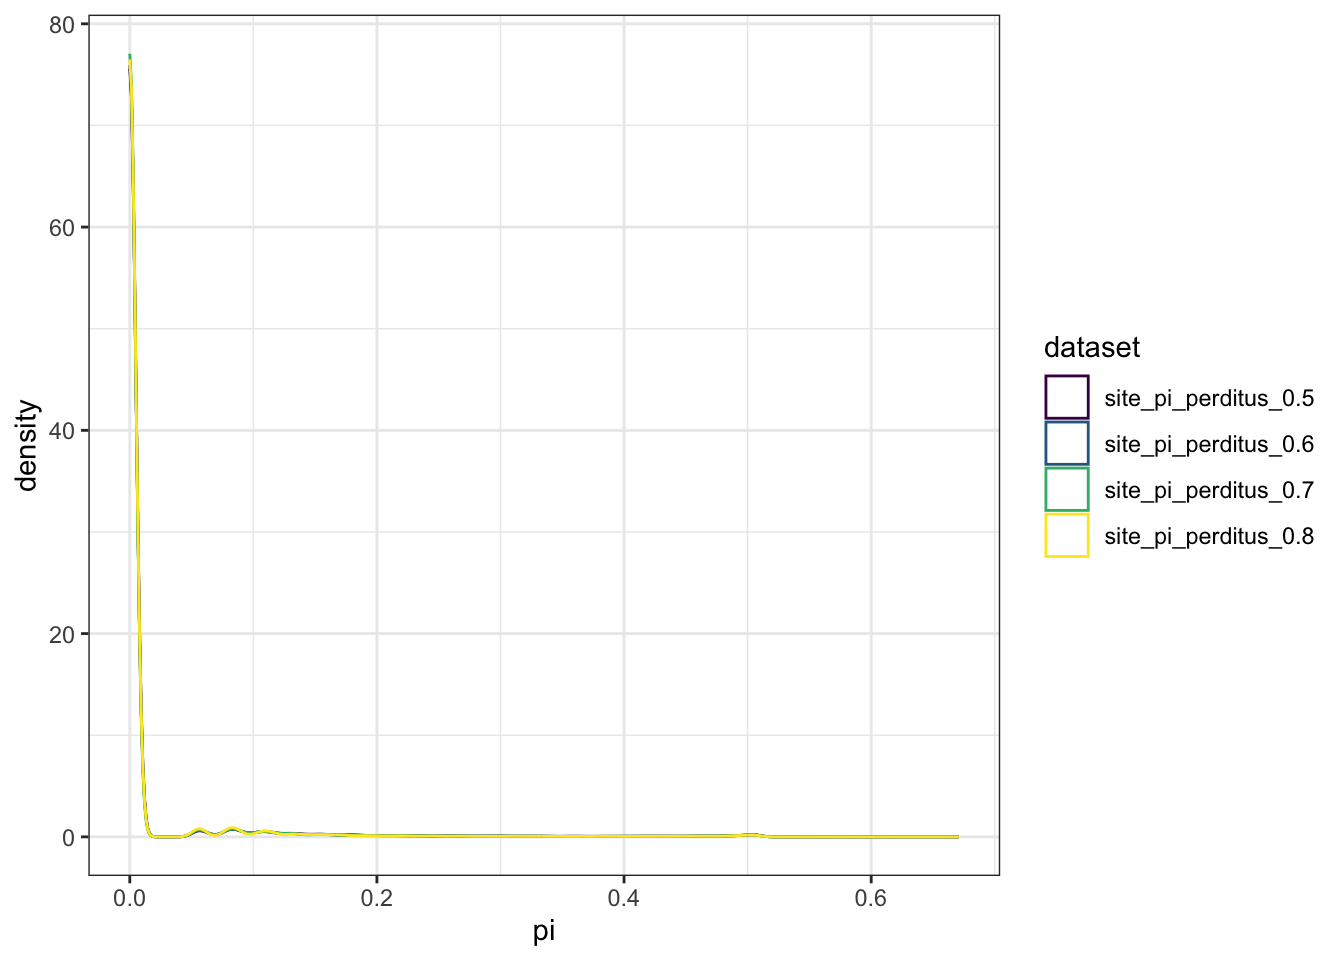 80
60
40
20
0
density
0.0 0.2 0.4 0.6
pi
dataset
site_pi_perditus_0.5
site_pi_perditus_0.6
site_pi_perditus_0.7
site_pi_perditus_0.8